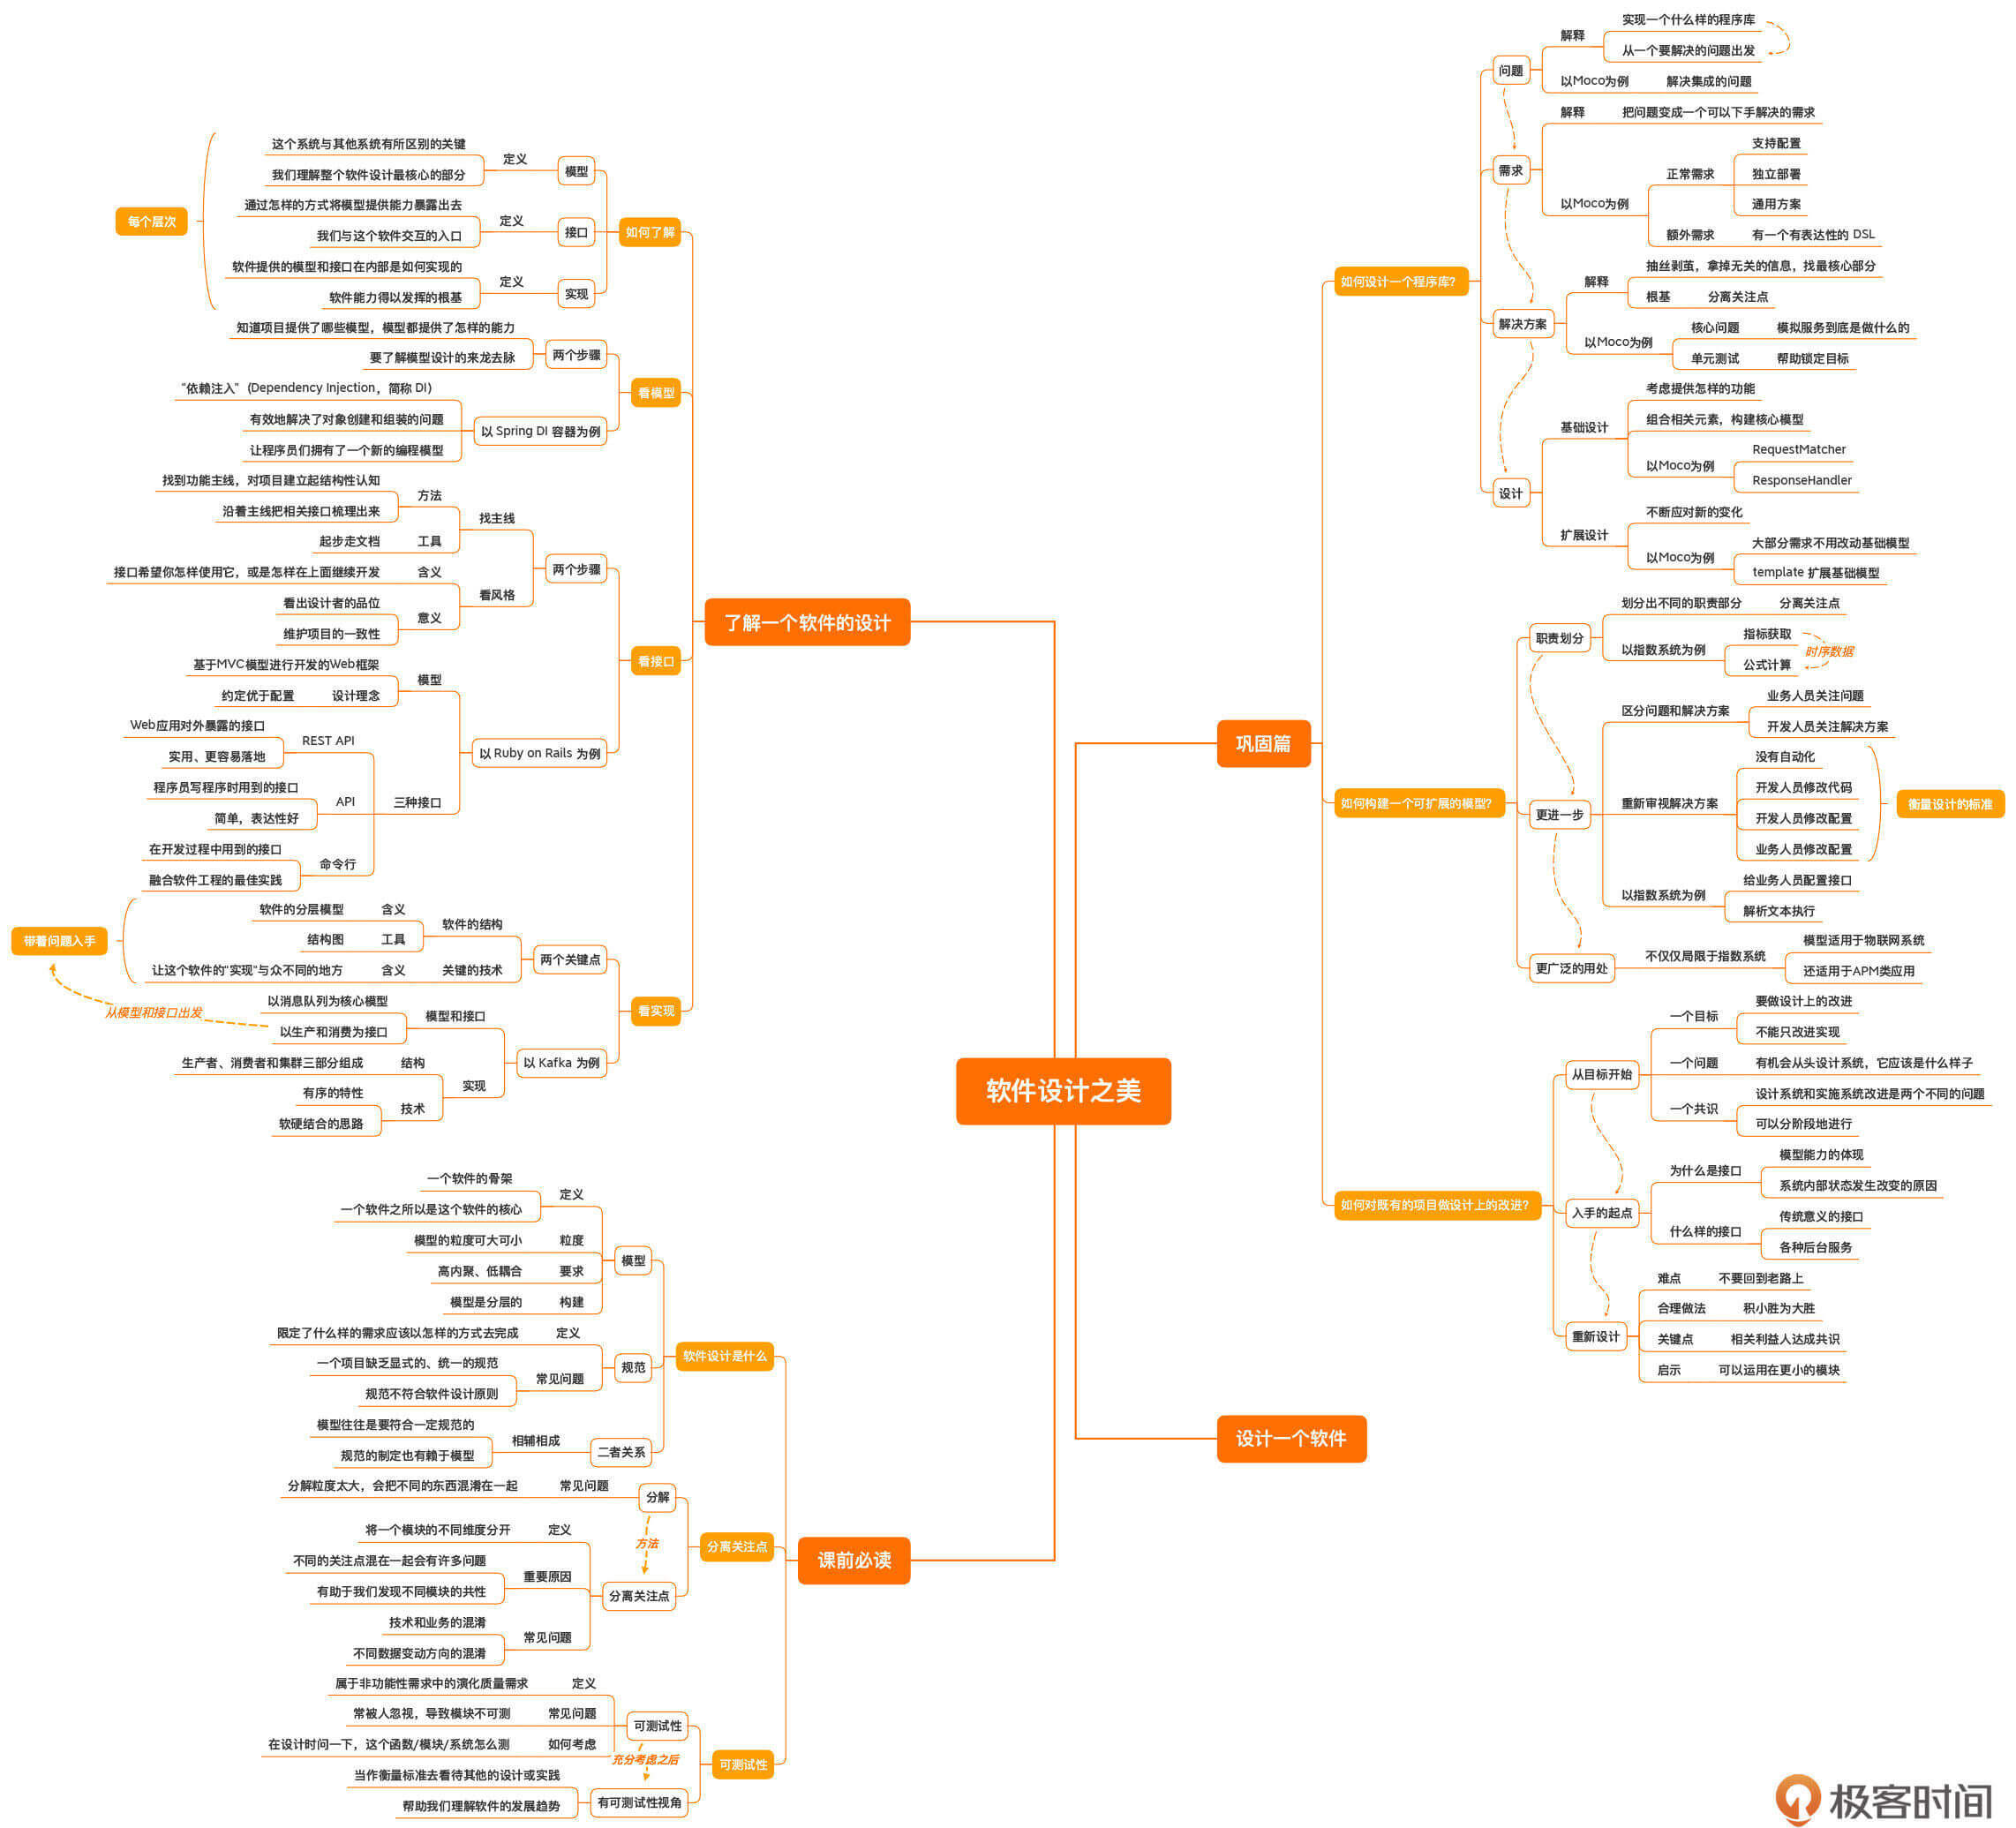 软件设计之美
了解一个软件的设计
如何了解
模型
定义
这个系统与其他系统有所区别的关键
我们理解整个软件设计最核心的部分
接口
定义
通过怎样的方式将模型提供能力暴露出去
我们与这个软件交互的入口
实现
定义
软件提供的模型和接口在内部是如何实现的
软件能力得以发挥的根基
每个层次
看模型
两个步骤
知道项目提供了哪些模型，模型都提供了怎样的能力
要了解模型设计的来龙去脉
以 Spring DI 容器为例
"依赖注入"（Dependency Injection，简称 DI）
有效地解决了对象创建和组装的问题
让程序员们拥有了一个新的编程模型
看接口
两个步骤
找主线
方法
找到功能主线，对项目建立起结构性认知
沿着主线把相关接口梳理出来
工具
起步走文档
看风格
含义
接口希望你怎样使用它，或是怎样在上面继续开发
意义
看出设计者的品位
维护项目的一致性
以 Ruby on Rails 为例
模型
基于MVC模型进行开发的Web框架
设计理念
约定优于配置
三种接口
REST API
Web应用对外暴露的接口
实用、更容易落地
API
程序员写程序时用到的接口
简单，表达性好
命令行
在开发过程中用到的接口
融合软件工程的最佳实践
看实现
两个关键点
软件的结构
含义
软件的分层模型
工具
结构图
关键的技术
含义
让这个软件的"实现"与众不同的地方
带着问题入手
从模型和接口出发
以 Kafka 为例
模型和接口
以消息队列为核心模型
以生产和消费为接口
实现
结构
生产者、消费者和集群三部分组成
技术
有序的特性
软硬结合的思路
课前必读
软件设计是什么
模型
定义
一个软件的骨架
一个软件之所以是这个软件的核心
粒度
模型的粒度可大可小
要求
高内聚、低耦合
构建
模型是分层的
规范
定义
限定了什么样的需求应该以怎样的方式去完成
常见问题
一个项目缺乏显式的、统一的规范
规范不符合软件设计原则
二者关系
相辅相成
模型往往是要符合一定规范的
规范的制定也有赖于模型
分离关注点
分解
常见问题
分解粒度太大，会把不同的东西混淆在一起
方法
分离关注点
定义
将一个模块的不同维度分开
重要原因
不同的关注点混在一起会有许多问题
有助于我们发现不同模块的共性
常见问题
技术和业务的混淆
不同数据变动方向的混淆
可测试性
可测试性
定义
属于非功能性需求中的演化质量需求
常见问题
常被人忽视，导致模块不可测
如何考虑
在设计时问一下，这个函数/模块/系统怎么测
充分考虑之后
有可测试性视角
当作衡量标准去看待其他的设计或实践
帮助我们理解软件的发展趋势
巩固篇
如何设计一个程序库？
问题
解释
实现一个什么样的程序库
从一个要解决的问题出发
以Moco为例
解决集成的问题
需求
解释
把问题变成一个可以下手解决的需求
以Moco为例
正常需求
支持配置
独立部署
通用方案
额外需求
有一个有表达性的 DSL
解决方案
解释
抽丝剥茧，拿掉无关的信息，找最核心部分
根基
分离关注点
以Moco为例
核心问题
模拟服务到底是做什么的
单元测试
帮助锁定目标
设计
基础设计
考虑提供怎样的功能
组合相关元素，构建核心模型
以Moco为例
RequestMatcher
ResponseHandler
扩展设计
不断应对新的变化
以Moco为例
大部分需求不用改动基础模型
template 扩展基础模型
如何构建一个可扩展的模型？
职责划分
划分出不同的职责部分
分离关注点
以指数系统为例
指标获取
公式计算
时序数据
更进一步
区分问题和解决方案
业务人员关注问题
开发人员关注解决方案
重新审视解决方案
没有自动化
开发人员修改代码
开发人员修改配置
业务人员修改配置
衡量设计的标准
以指数系统为例
给业务人员配置接口
解析文本执行
更广泛的用处
不仅仅局限于指数系统
模型适用于物联网系统
还适用于APM类应用
如何对既有的项目做设计上的改进？
从目标开始
一个目标
要做设计上的改进
不能只改进实现
一个问题
有机会从头设计系统，它应该是什么样子
一个共识
设计系统和实施系统改进是两个不同的问题
可以分阶段地进行
入手的起点
为什么是接口
模型能力的体现
系统内部状态发生改变的原因
什么样的接口
传统意义的接口
各种后台服务
重新设计
难点
不要回到老路上
合理做法
积小胜为大胜
关键点
相关利益人达成共识
启示
可以运用在更小的模块
设计一个软件
极客时间